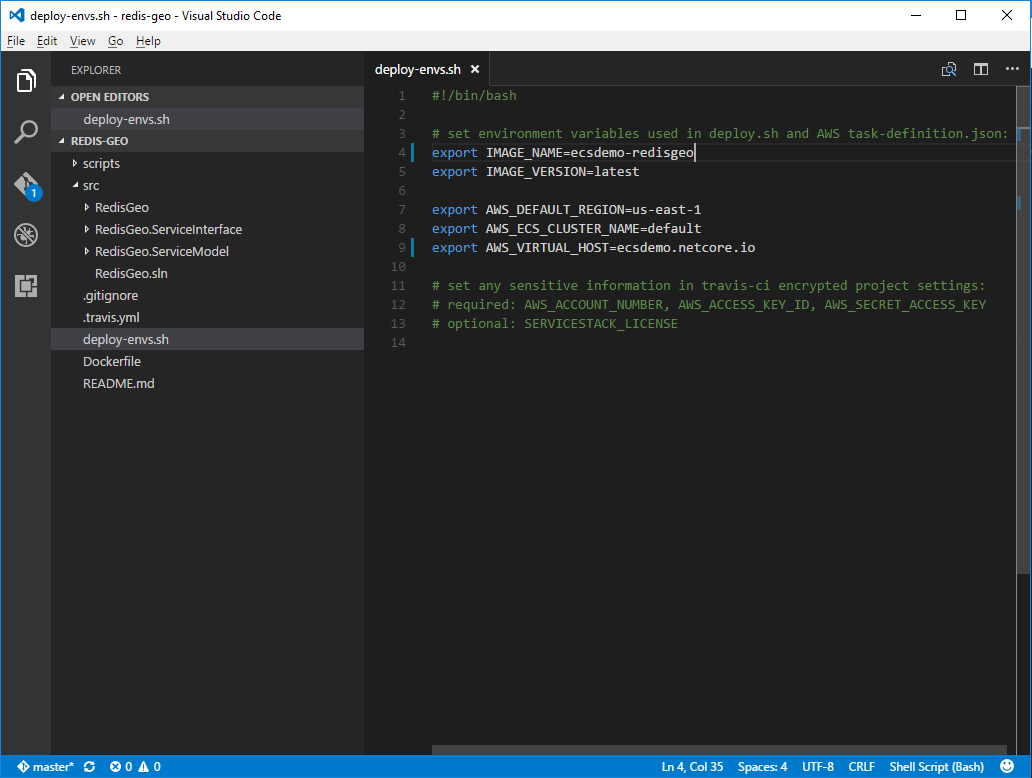 deploy-envs.sh - redis-geo - Visual Studio Code
File Edit View Go Help
EXPLORER
OPEN EDITORS
deploy-envs.sh
REDIS-GEO
scripts
src
RedisGeo
RedisGeo.ServiceInterface
RedisGeo.ServiceModel
RedisGeo.sln
.gitignore
.travis.yml
deploy-envs.sh
Dockerfile
README.md
1
deploy-envs.sh
1 #!/bin/bash
2
3 # set environment variables used in deploy.sh and AWS task-definition.json:
4 export IMAGE_NAME=ecsdemo-redisgeo
5 export IMAGE_VERSION=latest
6
7 export AWS_DEFAULT_REGION=us-east-1
8 export AWS_ECS_CLUSTER_NAME=default
9 export AWS_VIRTUAL_HOST=ecsdemo.netcore.io
10
11 # set any sensitive information in travis-ci encrypted project settings:
12 # required: AWS_ACCOUNT_NUMBER, AWS_ACCESS_KEY_ID, AWS_SECRET_ACCESS_KEY
13 # optional: SERVICESTACK_LICENSE
14
master* 0 0 Ln 4, Col 35 Spaces: 4 UTF-8 CRLF Shell Script (Bash)